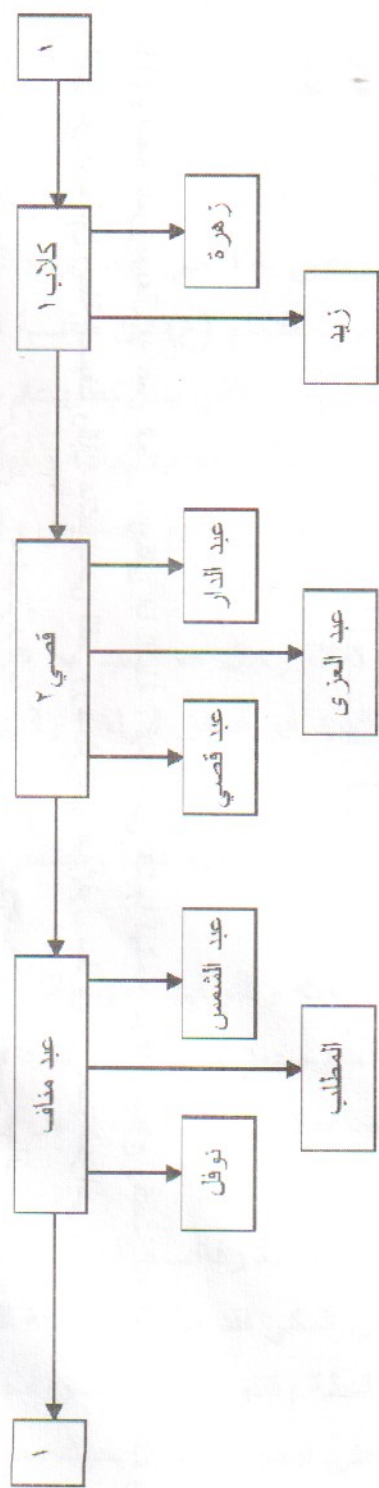 ١
كلاب ١
زهرة
زيد
قصي ٢
عبد الدار
عبد العزى
عبد قصي
عبد مناف
عبد الشمس
المطلب
نوفل
١